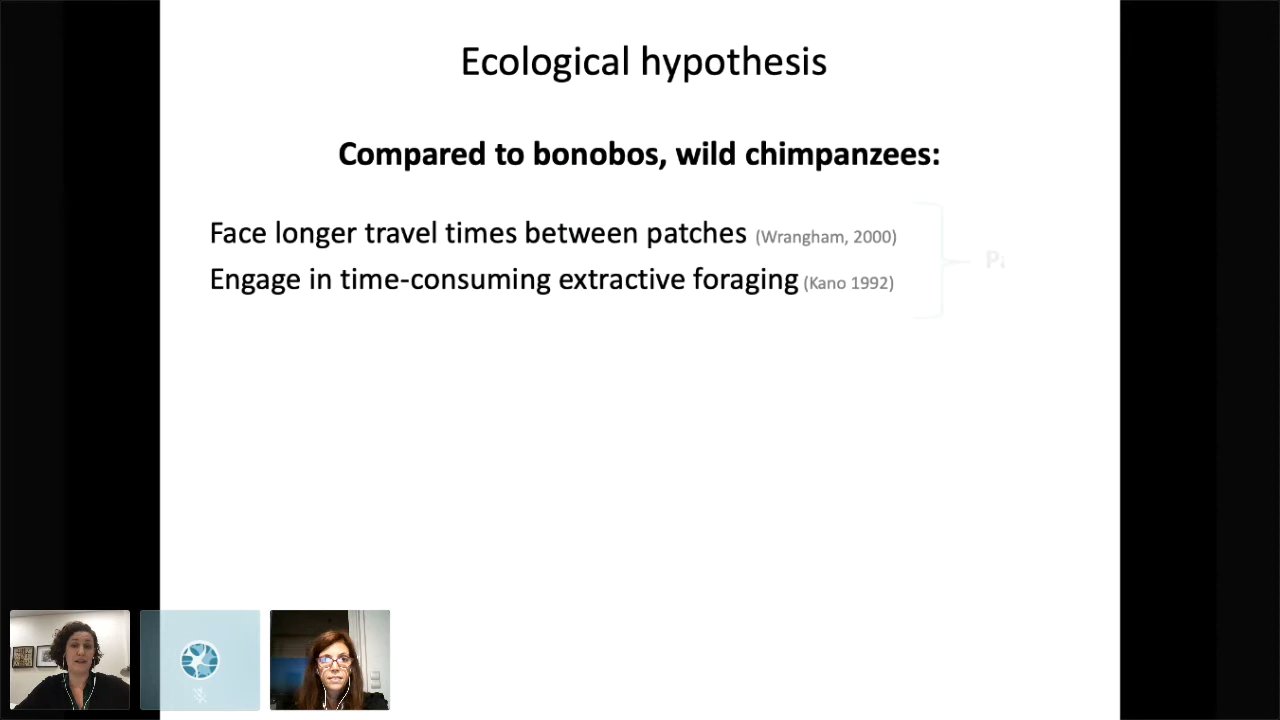 Ecological hypothesis
Compared to bonobos, wild chimpanzees:
Face longer travel times between patches (Wrangham, 2000)
Engage in time-consuming extractive foraging (Kano 1992)